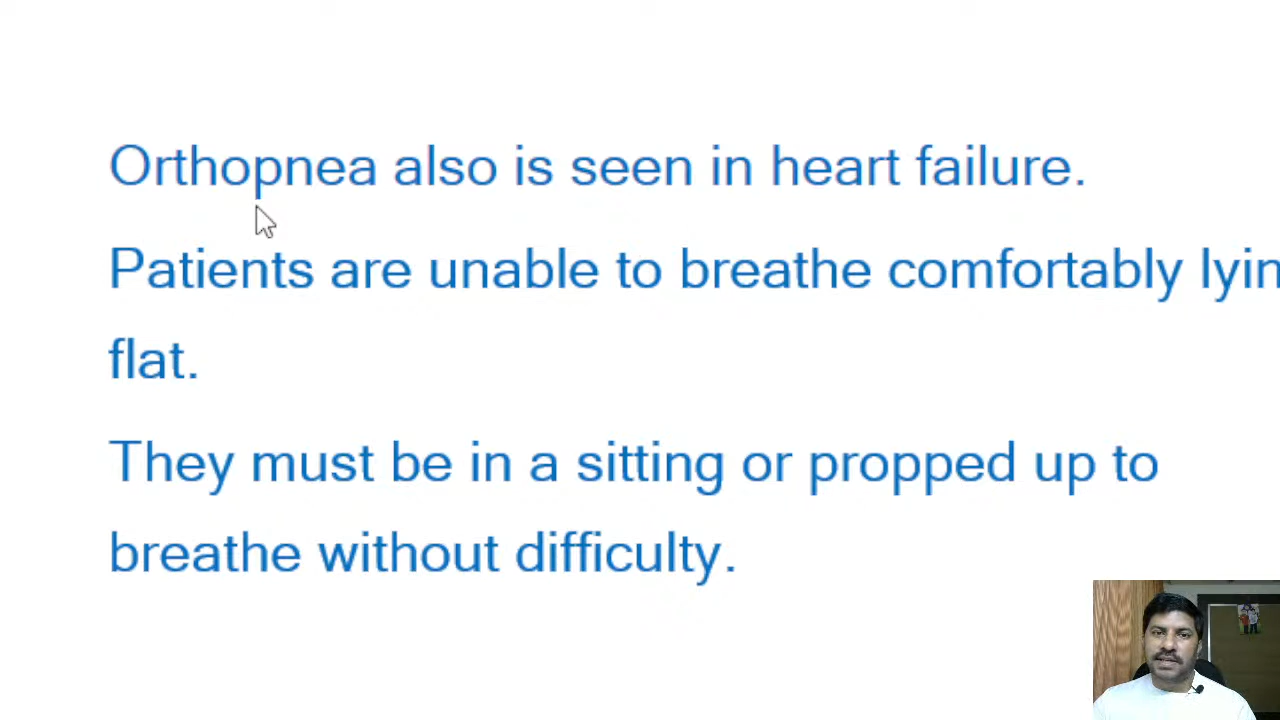 Orthopnea also is seen in heart failure.
Patients are unable to breathe comfortably lyin
flat.
They must be in a sitting or propped up to
breathe without difficulty.